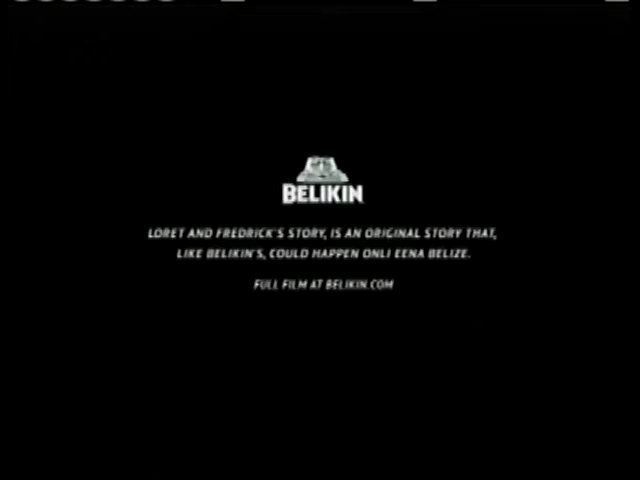 BELIKIN
LORET AND FREDRICK'S STORY, IS AN ORIGINAL STORY THAT,
LIKE BELIKIN'S, COULD HAPPEN ONLI EENA BELIZE.
FULL FILM AT BELIKIN.COM